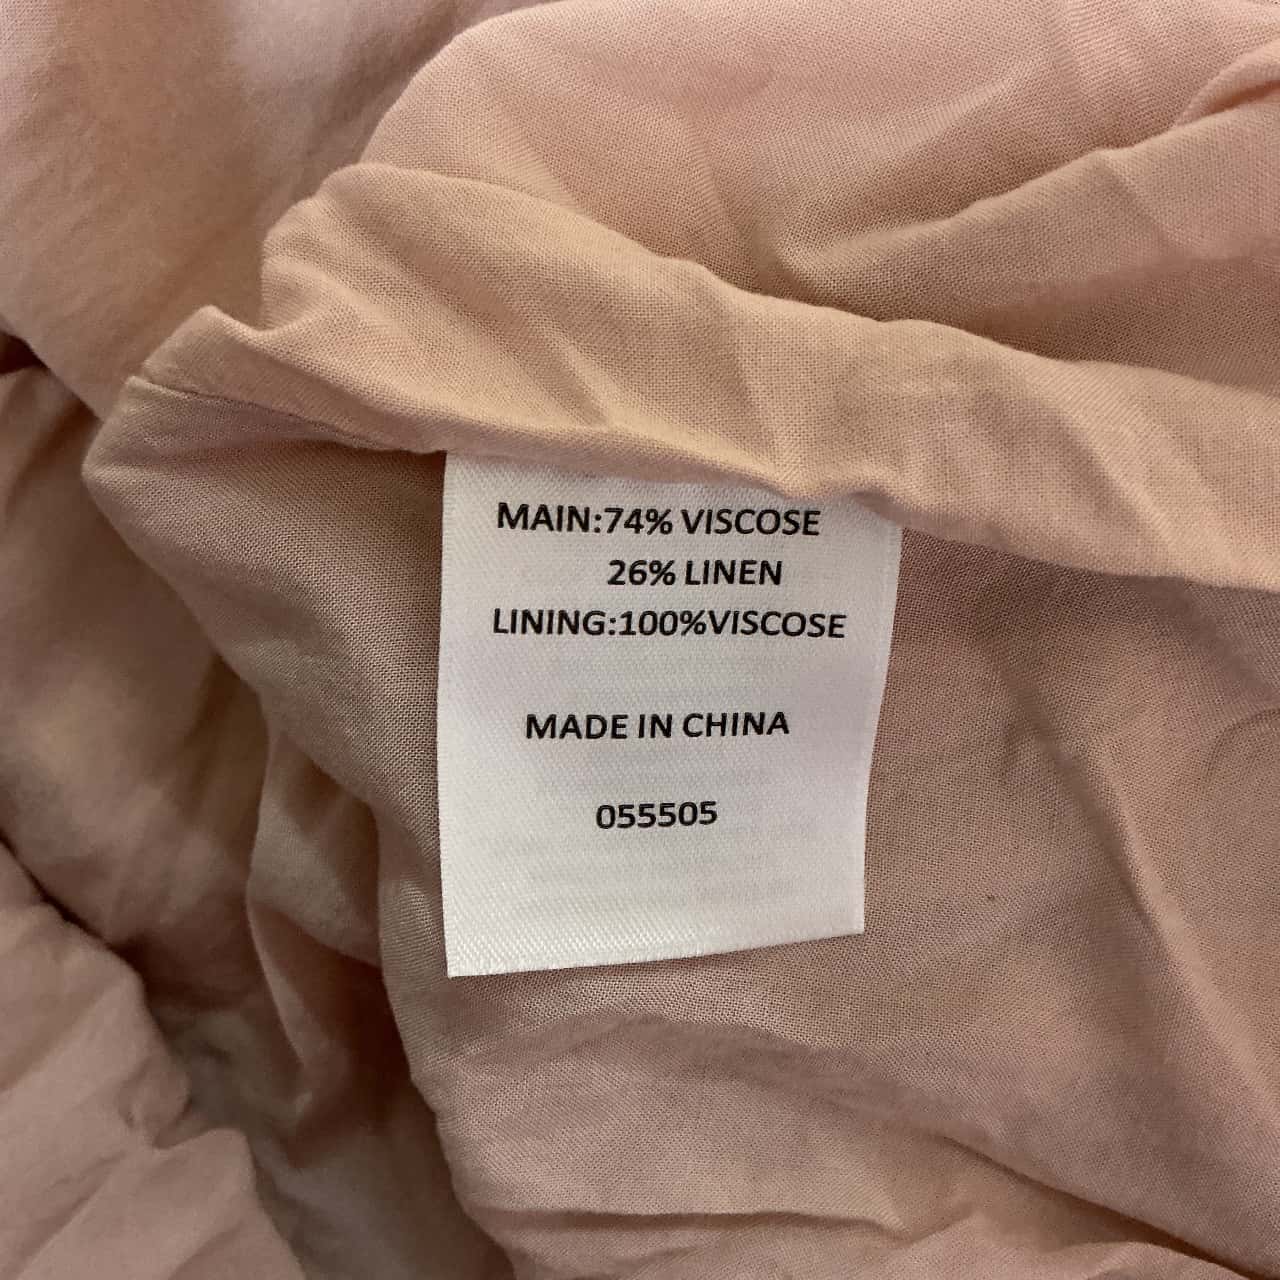 MAIN:74% VISCOSE
26% LINEN
LINING:100%VISCOSE
MADE IN CHINA
055505